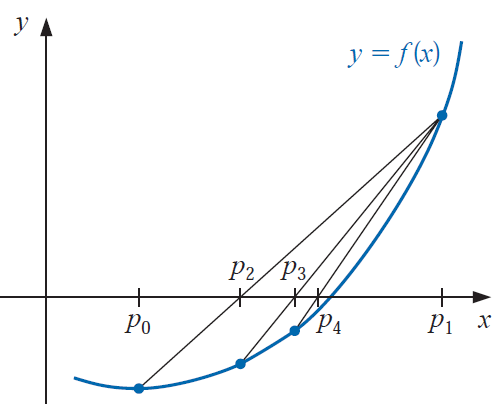 y
y = f(x)
p₂ p₃
p₀ p₄ p₁ x